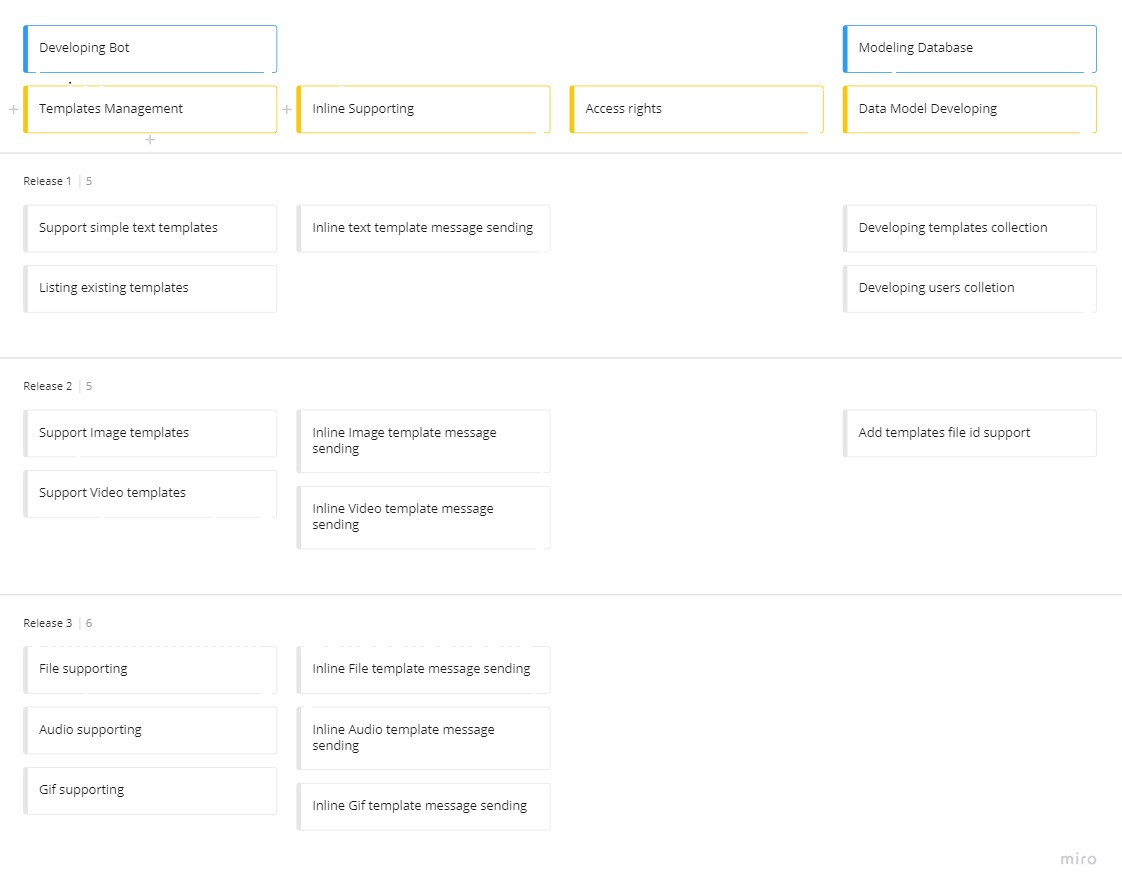 Developing Bot
Modeling Database
Templates Management
Inline Supporting
Access rights
Data Model Developing
Release 1 | 5
Support simple text templates
Inline text template message sending
Developing templates collection
Listing existing templates
Developing users colletion
Release 2 | 5
Support Image templates
Inline Image template message
sending
Add templates file id support
Support Video templates
Inline Video template message
sending
Release 3 | 6
File supporting
Inline File template message sending
Audio supporting
Inline Audio template message
sending
Gif supporting
Inline Gif template message sending
miro